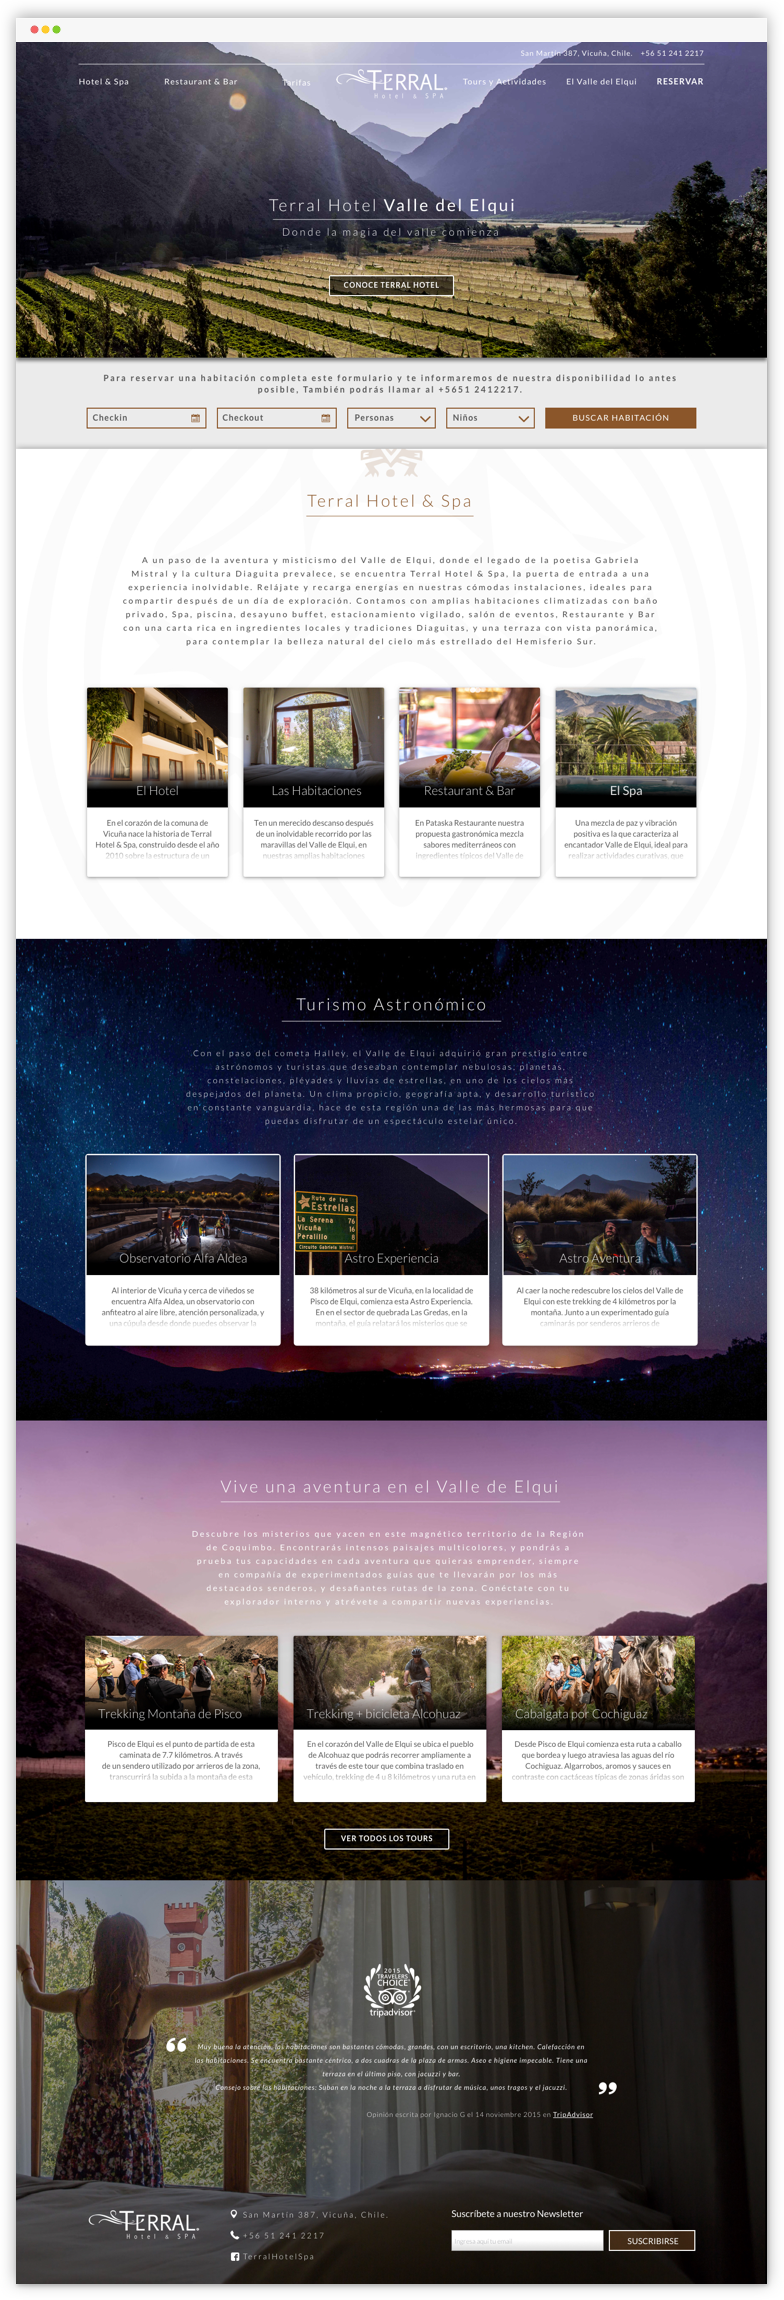 San Martín 387, Vicuña, Chile. +56 51 241 2217
Hotel & Spa Restaurant & Bar Tarifas TERRAL. Hotel & SPA Tours y Actividades El Valle del Elqui RESERVAR
Terral Hotel Valle del Elqui
Donde la magia del valle comienza
CONOCE TERRAL HOTEL
Para reservar una habitación completa este formulario y te informaremos de nuestra disponibilidad lo antes
posible, También podrás llamar al +5651 2412217.
Checkin Checkout Personas Niños BUSCAR HABITACIÓN
Terral Hotel & Spa
A un paso de la aventura y misticismo del Valle de Elqui, donde el legado de la poetisa Gabriela
Mistral y la cultura Diaguita prevalece, se encuentra Terral Hotel & Spa, la puerta de entrada a una
experiencia inolvidable. Relájate y recarga energías en nuestras cómodas instalaciones, ideales para
compartir después de un día de exploración. Contamos con amplias habitaciones climatizadas con baño
privado, Spa, piscina, desayuno buffet, estacionamiento vigilado, salón de eventos, Restaurante y Bar
con una carta rica en ingredientes locales y tradiciones Diaguitas, y una terraza con vista panorámica,
para contemplar la belleza natural del cielo más estrellado del Hemisferio Sur.
El Hotel
En el corazón de la comuna de
Vicuña nace la historia de Terral
Hotel & Spa, construido desde el año
2010 sobre la estructura de un
Las Habitaciones
Ten un merecido descanso después
de un inolvidable recorrido por las
maravillas del Valle de Elqui, en
nuestras amplias habitaciones
Restaurant & Bar
En Pataska Restaurante nuestra
propuesta gastronómica mezcla
sabores mediterráneos con
ingredientes típicos del Valle de
El Spa
Una mezcla de paz y vibración
positiva es la que caracteriza al
encantador Valle de Elqui, ideal para
realizar actividades curativas, que
Turismo Astronómico
Con el paso del cometa Halley, el Valle de Elqui adquirió gran prestigio entre
astrónomos y turistas que deseaban contemplar nebulosas, planetas,
constelaciones, pléyades y lluvias de estrellas, en uno de los cielos más
despejados del planeta. Un clima propicio, geografía apta, y desarrollo turístico
en constante vanguardia, hace de esta región una de las más hermosas para que
puedas disfrutar de un espectáculo estelar único.
Observatorio Alfa Aldea
Al interior de Vicuña y cerca de viñedos se
encuentra Alfa Aldea, un observatorio con
anfiteatro al aire libre, atención personalizada, y
una cúpula desde donde puedes observar la
Ruta de las
Estrellas
La Serena 76
Vicuña 16
Peralillo 8
Circuito Gabriela Mistral
Astro Experiencia
38 kilómetros al sur de Vicuña, en la localidad de
Pisco de Elqui, comienza esta Astro Experiencia.
En en el sector de quebrada Las Gredas, en la
montaña, el guía relatará los misterios que se
Astro Aventura
Al caer la noche redescubre los cielos del Valle de
Elqui con este trekking de 4 kilómetros por la
montaña. Junto a un experimentado guía
caminarás por senderos arrieros de
Vive una aventura en el Valle de Elqui
Descubre los misterios que yacen en este magnético territorio de la Región
de Coquimbo. Encontrarás intensos paisajes multicolores, y pondrás a
prueba tus capacidades en cada aventura que quieras emprender, siempre
en compañía de experimentados guías que te llevarán por los más
destacados senderos, y desafiantes rutas de la zona. Conéctate con tu
explorador interno y atrévete a compartir nuevas experiencias.
Trekking Montaña de Pisco
Pisco de Elqui es el punto de partida de esta
caminata de 7.7 kilómetros. A través
de un sendero utilizado por arrieros de la zona,
transcurrirá la subida a la montaña de esta
Trekking + bicicleta Alcohuaz
En el corazón del Valle de Elqui se ubica el pueblo
de Alcohuaz que podrás recorrer ampliamente a
través de este tour que combina traslado en
vehículo, trekking de 4 u 8 kilómetros y una ruta en
Cabalgata por Cochiguaz
Desde Pisco de Elqui comienza esta ruta a caballo
que bordea y luego atraviesa las aguas del río
Cochiguaz. Algarrobos, aromos y sauces en
contraste con cactáceas típicas de zonas áridas son
VER TODOS LOS TOURS
2015
TRAVELERS'
CHOICE
tripadvisor
“ Muy buena la atención, las habitaciones son bastantes cómodas, grandes, con un escritorio, una kitchen. Calefacción en
las habitaciones. Se encuentra bastante céntrico, a dos cuadras de la plaza de armas. Aseo e higiene impecable. Tiene una
terraza en el último piso, con jacuzzi y bar.
Consejo sobre las habitaciones: Suban en la noche a la terraza a disfrutar de música, unos tragos y el jacuzzi. ”
Opinión escrita por Ignacio G el 14 noviembre 2015 en TripAdvisor
TERRAL.
Hotel & SPA
San Martín 387, Vicuña, Chile.
+56 51 241 2217
TerralHotelSpa
Suscríbete a nuestro Newsletter
Ingrese aquí tu email SUSCRIBIRSE